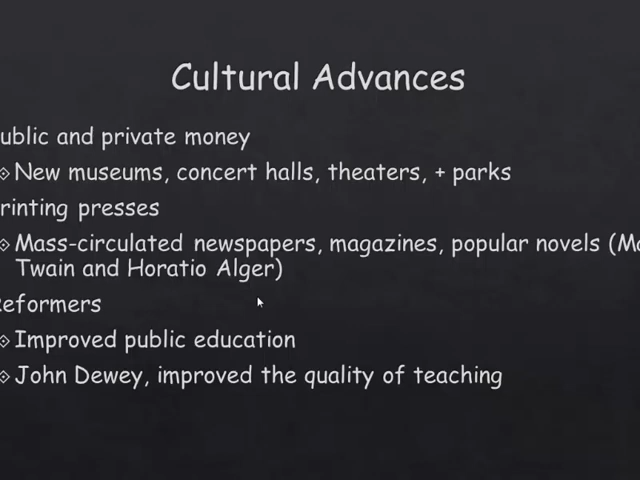 Cultural Advances
ublic and private money
New museums, concert halls, theaters, + parks
rinting presses
Mass-circulated newspapers, magazines, popular novels (Ma
Twain and Horatio Alger)
eformers
Improved public education
John Dewey, improved the quality of teaching